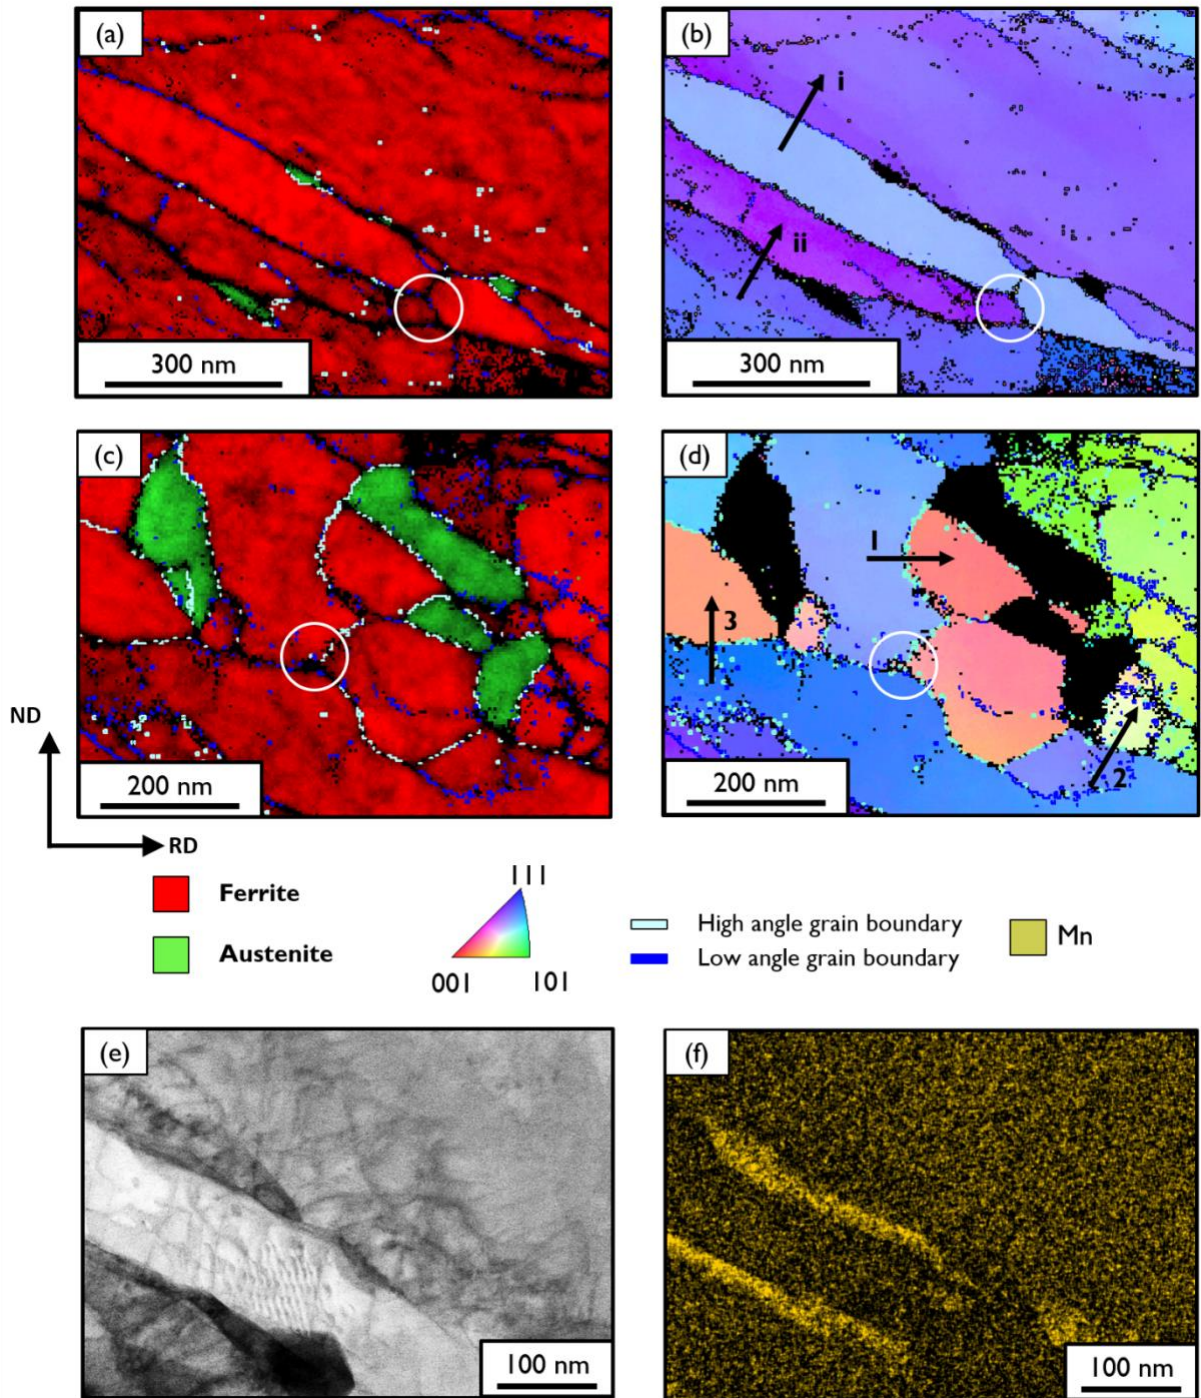 (a)
(b)
i
ii
300 nm
300 nm
(c)
(d)
1
3
2
200 nm
200 nm
ND
RD
Ferrite
Austenite
111
001
101
High angle grain boundary
Low angle grain boundary
Mn
(e)
(f)
100 nm
100 nm